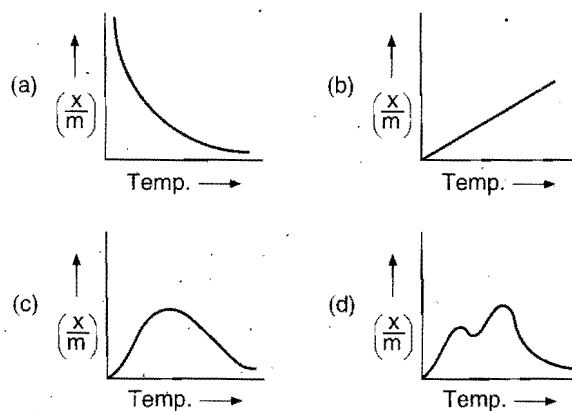 (a)
(x/m)
Temp. →
(b)
(x/m)
Temp. →
(c)
(x/m)
Temp. →
(d)
(x/m)
Temp. →